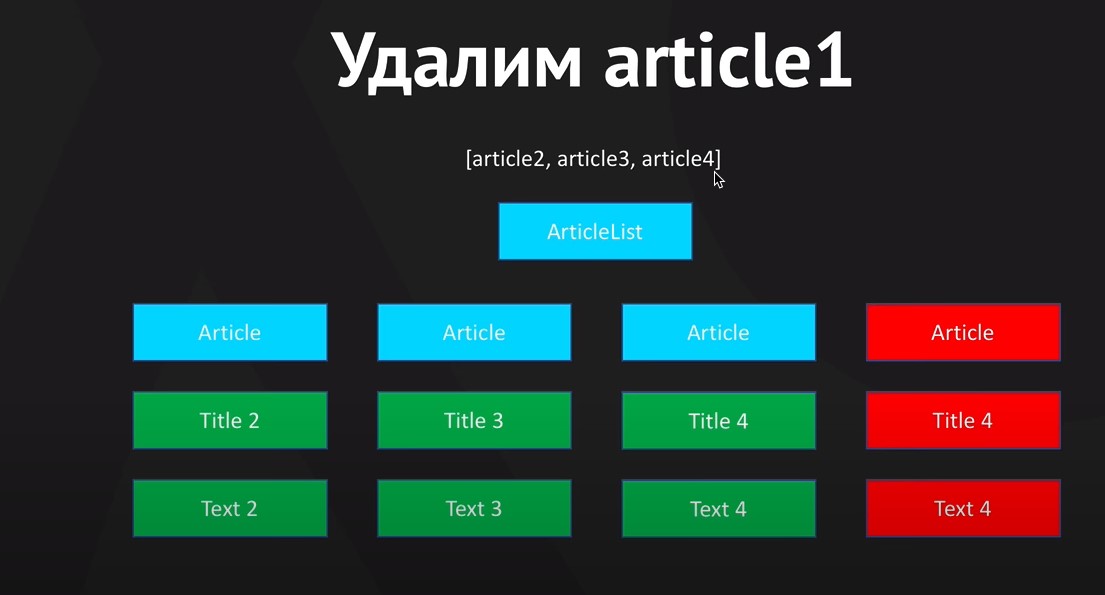 Удалим article1
[article2, article3, article4]
ArticleList
Article Article Article Article
Title 2 Title 3 Title 4 Title 4
Text 2 Text 3 Text 4 Text 4